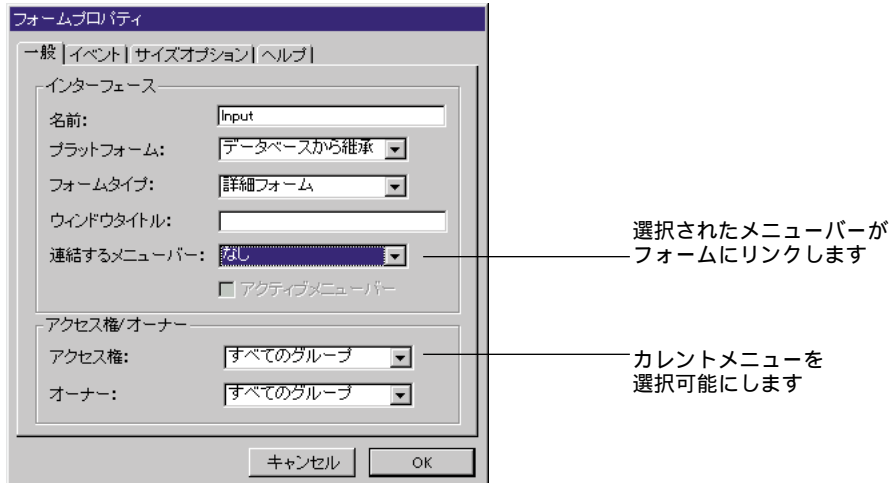 フォームプロパティ
一般 イベント サイズオプション ヘルプ
インターフェース
名前: Input
プラットフォーム: データベースから継承
フォームタイプ: 詳細フォーム
ウィンドウタイトル:
連結するメニューバー: なし
アクティブメニューバー
選択されたメニューバーが
フォームにリンクします
アクセス権/オーナー
アクセス権: すべてのグループ
オーナー: すべてのグループ
カレントメニューを
選択可能にします
キャンセル OK